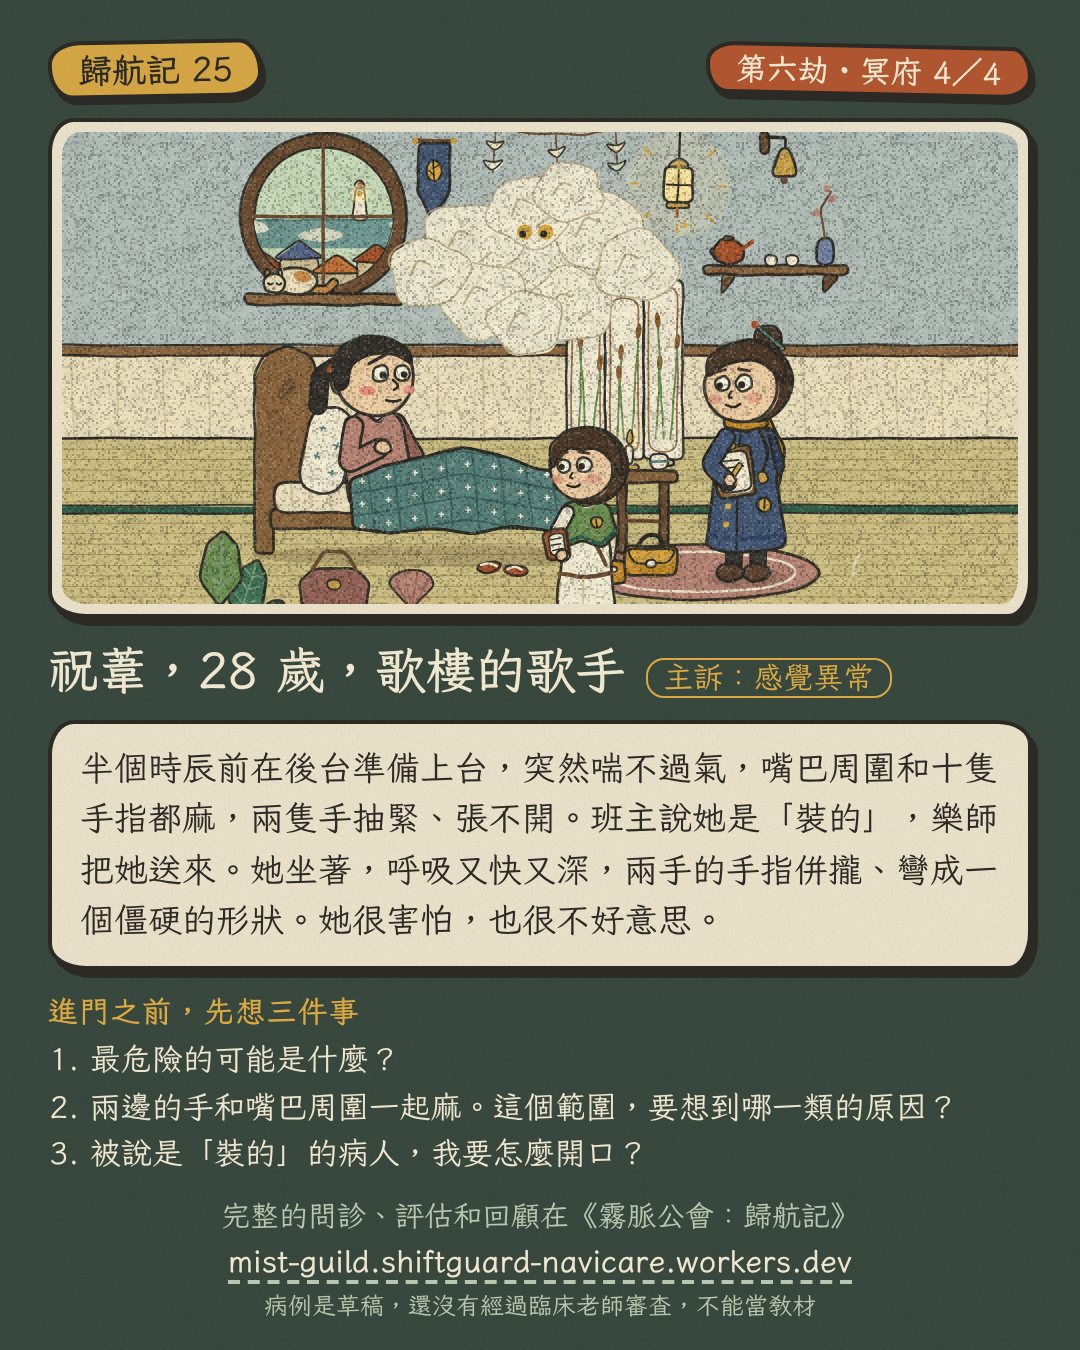 歸航記 25
第六劫・冥府 4／4
祝葦，28 歲，歌樓的歌手
主訴：感覺異常
半個時辰前在後台準備上台，突然喘不過氣，嘴巴周圍和十隻
手指都麻，兩隻手抽緊、張不開。班主說她是「裝的」，樂師
把她送來。她坐著，呼吸又快又深，兩手的手指併攏、彎成一
個僵硬的形狀。她很害怕，也很不好意思。
進門之前，先想三件事
1. 最危險的可能是什麼？
2. 兩邊的手和嘴巴周圍一起麻。這個範圍，要想到哪一類的原因？
3. 被說是「裝的」的病人，我要怎麼開口？
完整的問診、評估和回顧在《霧脈公會：歸航記》
mist-guild.shiftguard-navicare.workers.dev
病例是草稿，還沒有經過臨床老師審查，不能當教材